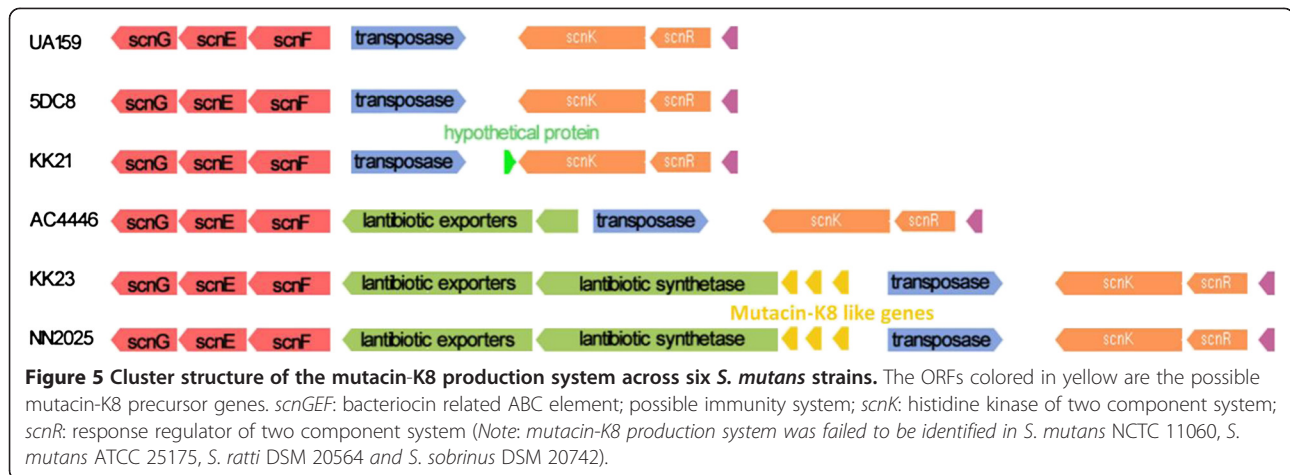 UA159 scnG scnE scnF transposase scnK scnR
5DC8 scnG scnE scnF transposase scnK scnR
hypothetical protein
KK21 scnG scnE scnF transposase scnK scnR
AC4446 scnG scnE scnF lantibiotic exporters transposase scnK scnR
KK23 scnG scnE scnF lantibiotic exporters lantibiotic synthetase transposase scnK scnR
Mutacin-K8 like genes
NN2025 scnG scnE scnF lantibiotic exporters lantibiotic synthetase transposase scnK scnR
Figure 5 Cluster structure of the mutacin-K8 production system across six S. mutans strains. The ORFs colored in yellow are the possible
mutacin-K8 precursor genes. scnGEF: bacteriocin related ABC element; possible immunity system; scnK: histidine kinase of two component system;
scnR: response regulator of two component system (Note: mutacin-K8 production system was failed to be identified in S. mutans NCTC 11060, S.
mutans ATCC 25175, S. ratti DSM 20564 and S. sobrinus DSM 20742).